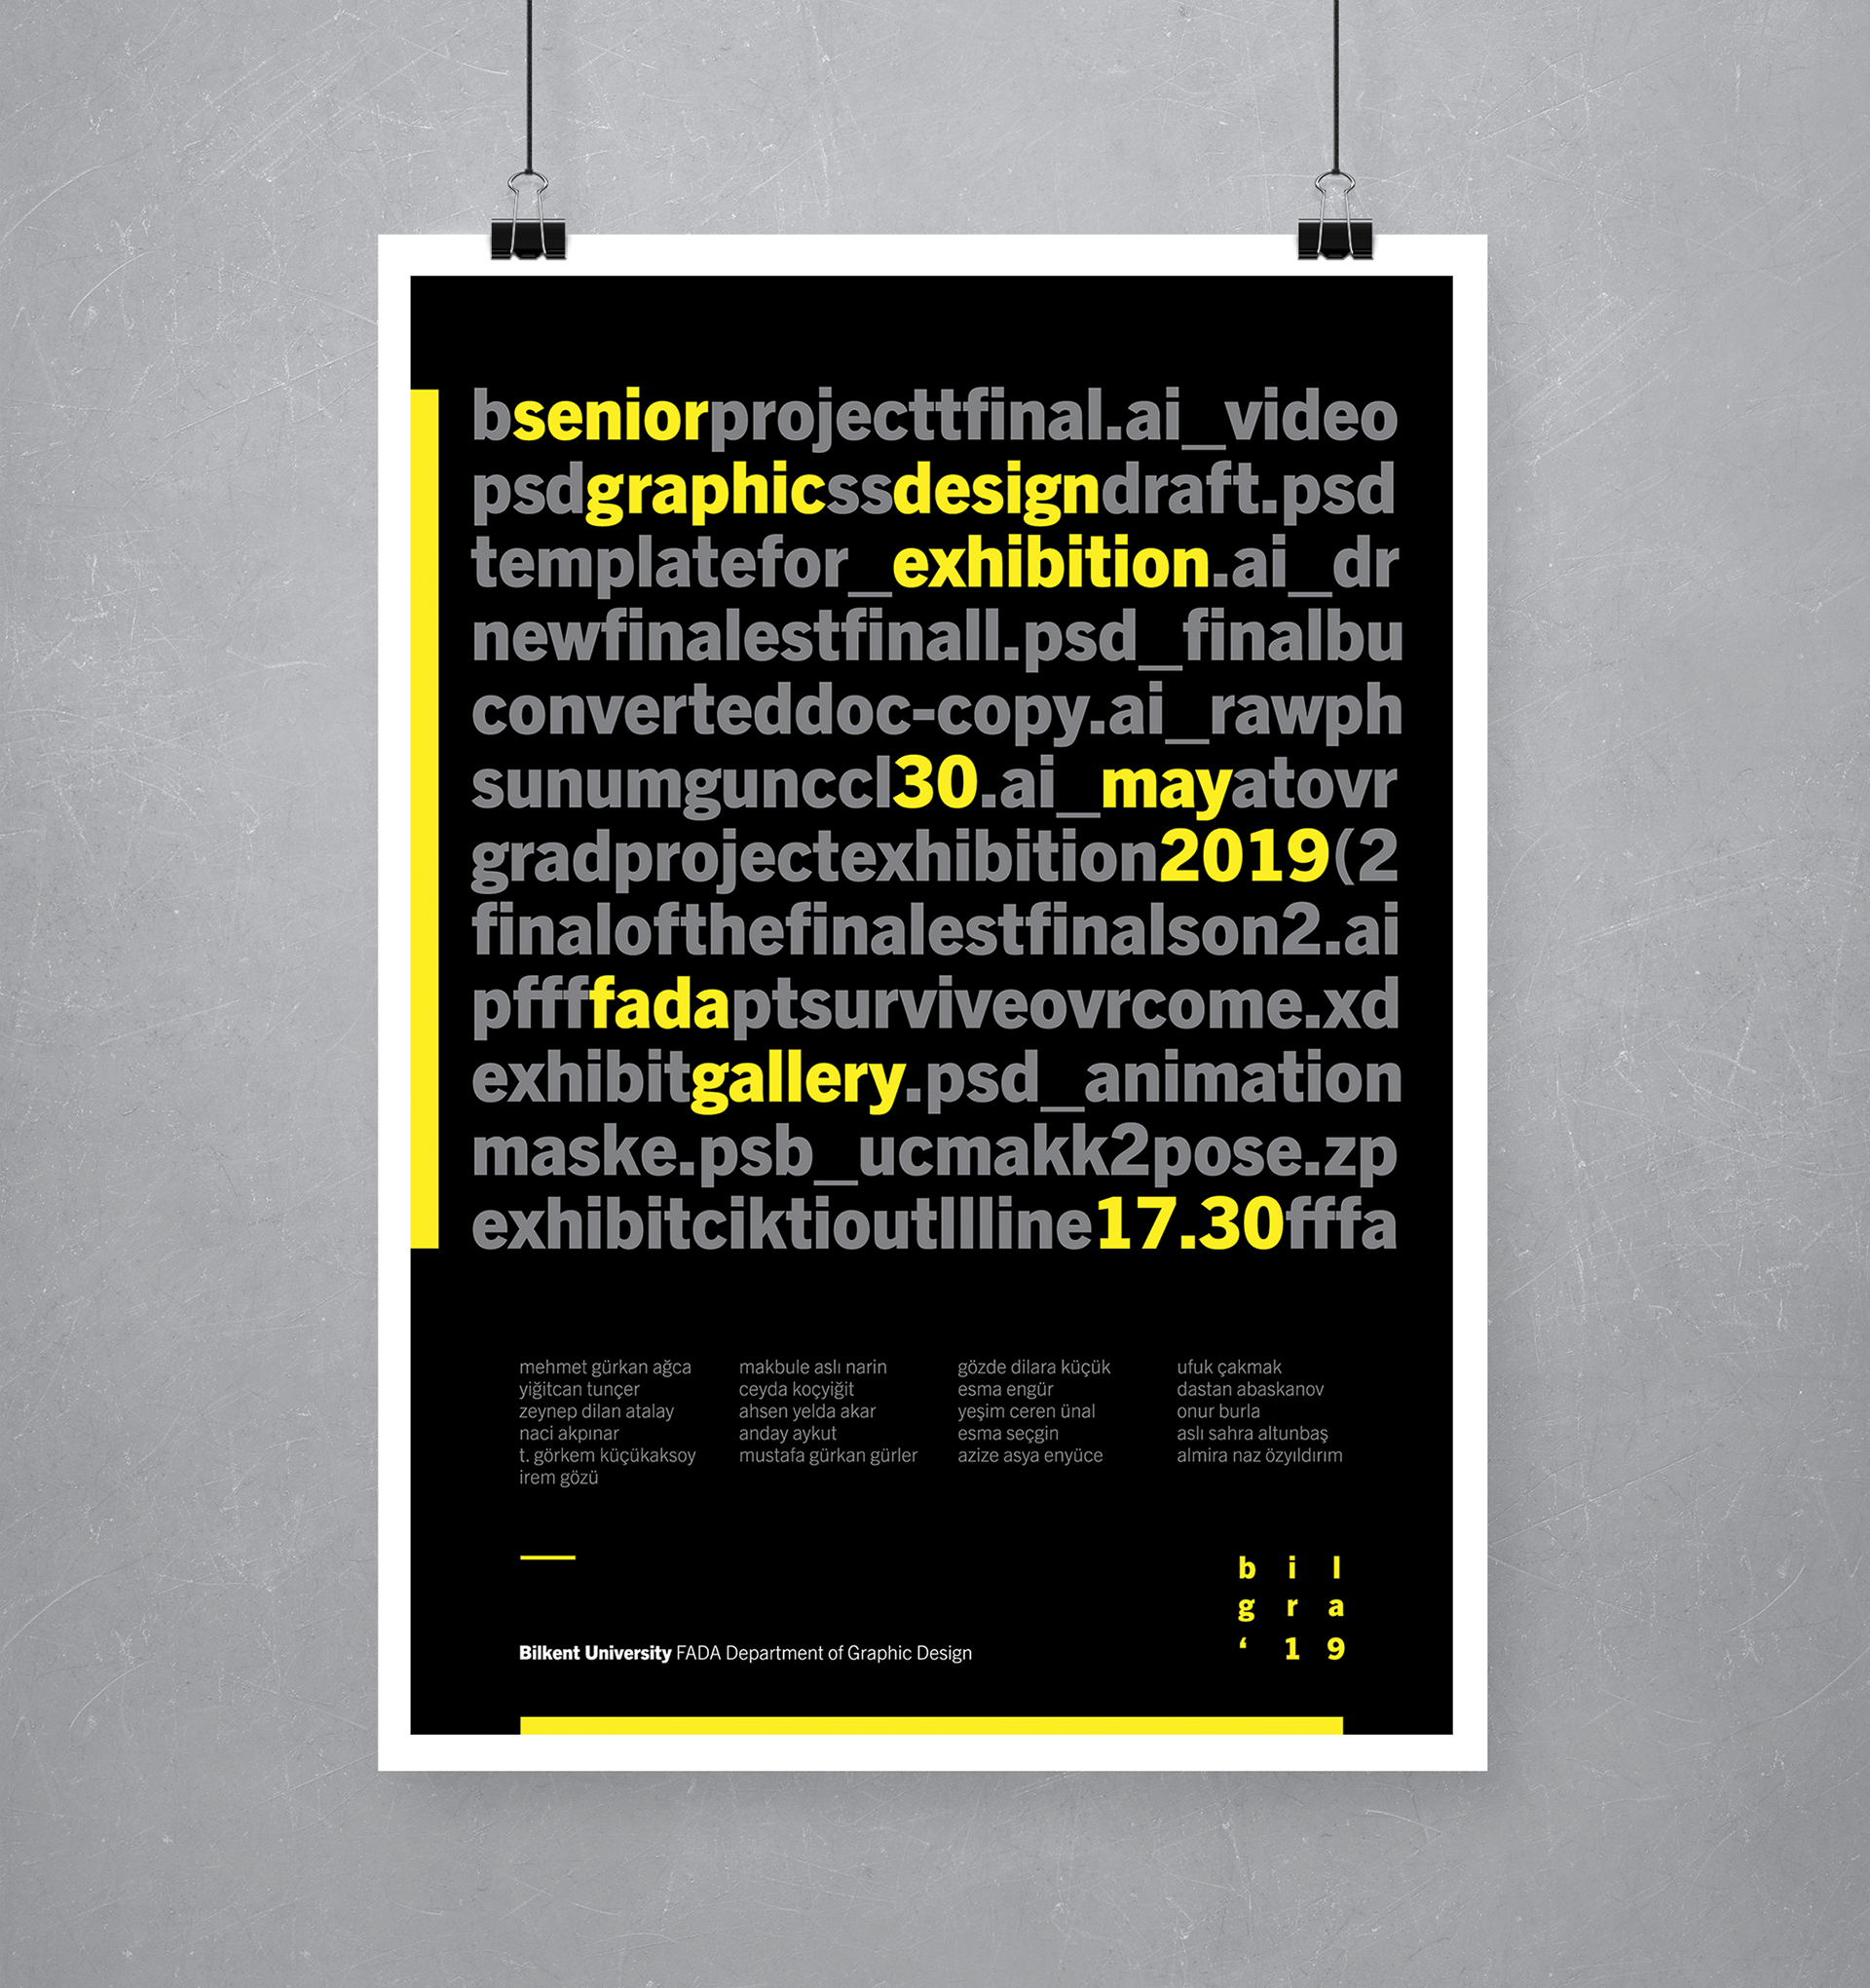 bseniorprojecttfinal.ai_video
psdgraphicssdesigndraft.psd
templatefor_exhibition.ai_dr
newfinalestfinall.psd_finalbu
converteddoc-copy.ai_rawph
sunumgunccl30.ai_mayatovr
gradprojectexhibition2019(2
finalofthefinalestfinalson2.ai
pffffadaptsurviveovrcome.xd
exhibitgallery.psd_animation
maske.psb_ucmakk2pose.zp
exhibitciktioutllline17.30fffa
mehmet gürkan ağca
yiğitcan tunçer
zeynep dilan atalay
naci akpınar
t. görkem küçükaksoy
irem gözü
makbule aslı narin
ceyda koçyiğit
ahsen yelda akar
anday aykut
mustafa gürkan gürler
gözde dilara küçük
esma engür
yeşim ceren ünal
esma seçgin
azize asya enyüce
ufuk çakmak
dastan abaskanov
onur burla
aslı sahra altunbaş
almira naz özyıldırım
b i l
g r a
‘ 1 9
Bilkent University FADA Department of Graphic Design